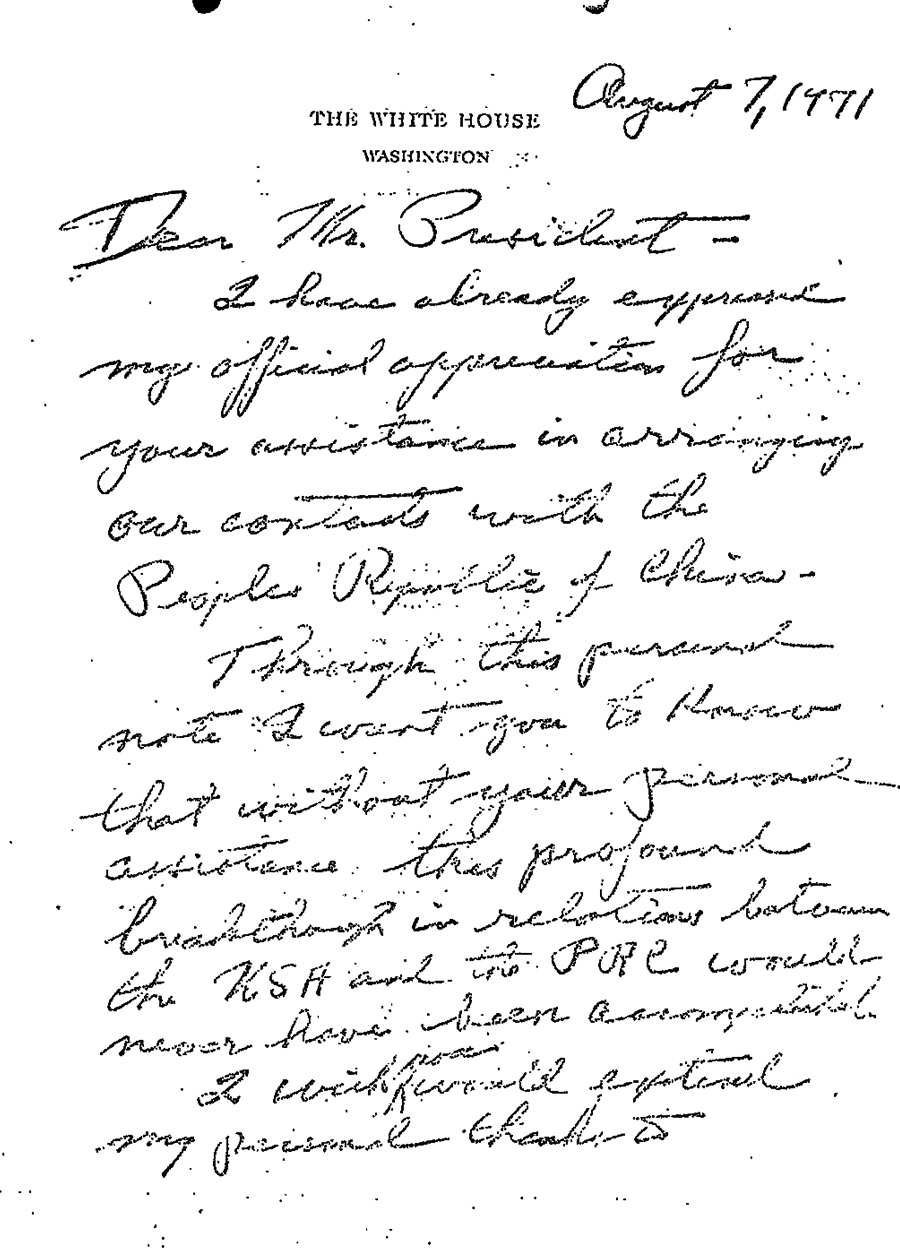 August 7, 1971
THE WHITE HOUSE
WASHINGTON
Dear Mr. President –
I have already expressed
my official appreciation for
your assistance in arranging
our contacts with the
Peoples Republic of China.
Through this personal
note I want you to know
that without your personal
assistance this profound
breakthrough in relations between
the USA and the PRC would
never have been accomplished.
I wish you would extend
my personal thanks to